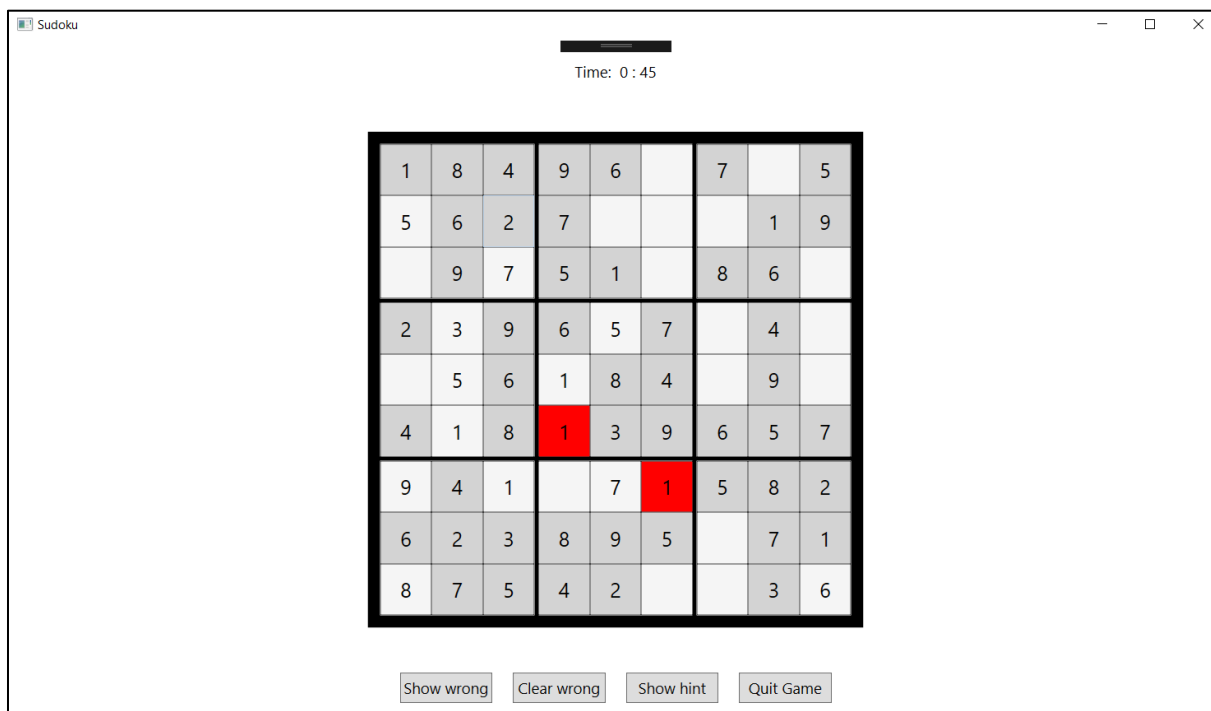 Sudoku
Time: 0 : 45
1 8 4 9 6 7 5
5 6 2 7 1 9
9 7 5 1 8 6
2 3 9 6 5 7 4
5 6 1 8 4 9
4 1 8 1 3 9 6 5 7
9 4 1 7 1 5 8 2
6 2 3 8 9 5 7 1
8 7 5 4 2 3 6
Show wrong Clear wrong Show hint Quit Game